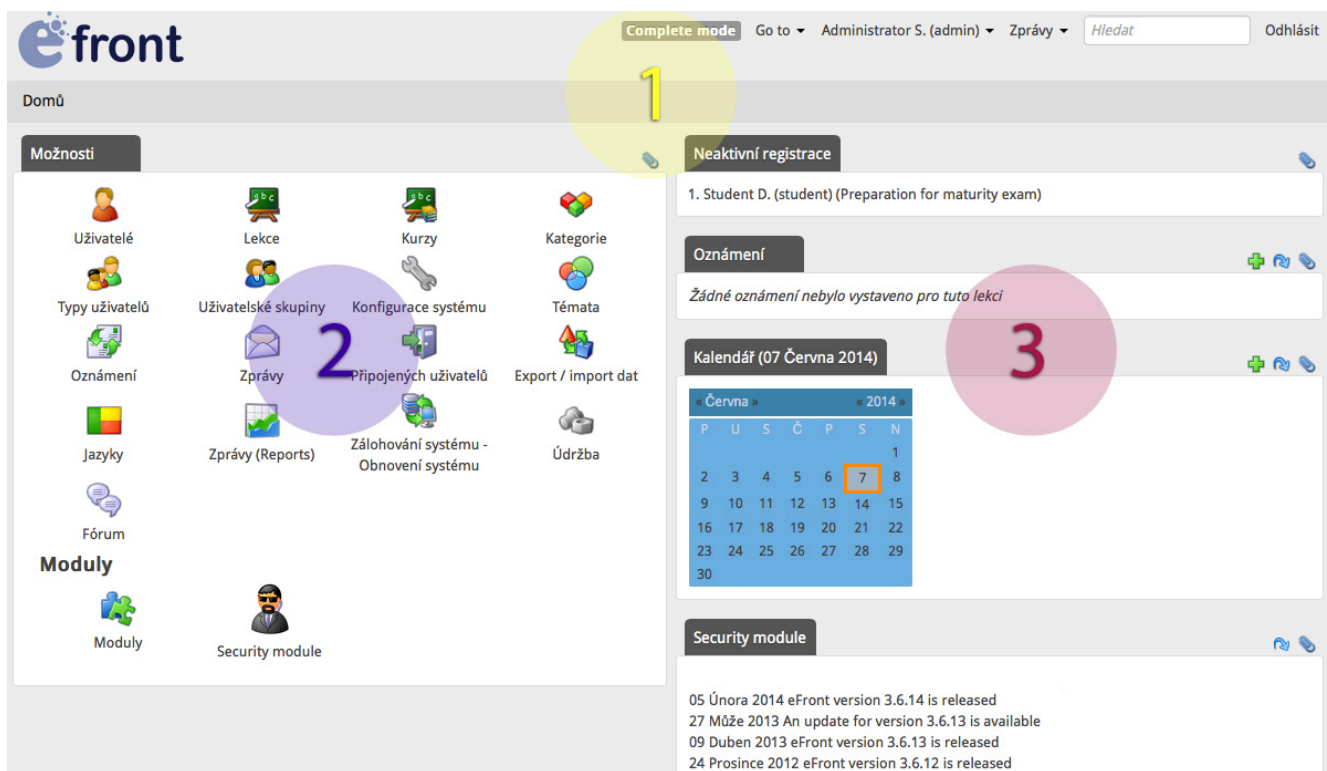 efront
Complete mode Go to Administrator S. (admin) Zprávy Hledat Odhlásit
1
Domů
Možnosti
Uživatelé Lekce Kurzy Kategorie
Typy uživatelů Uživatelské skupiny Konfigurace systému Témata
2
Oznámení Zprávy Připojených uživatelů Export / import dat
Jazyky Zprávy (Reports) Zálohování systému -
Obnovení systému Údržba
Fórum
Moduly
Moduly Security module
Neaktivní registrace
1. Student D. (student) (Preparation for maturity exam)
Oznámení
Žádné oznámení nebylo vystaveno pro tuto lekci
3
Kalendář (07 Června 2014)
« Června » « 2014 »
P U S Č P S N
1
2 3 4 5 6 7 8
9 10 11 12 13 14 15
16 17 18 19 20 21 22
23 24 25 26 27 28 29
30
Security module
05 Února 2014 eFront version 3.6.14 is released
27 Může 2013 An update for version 3.6.13 is available
09 Duben 2013 eFront version 3.6.13 is released
24 Prosince 2012 eFront version 3.6.12 is released